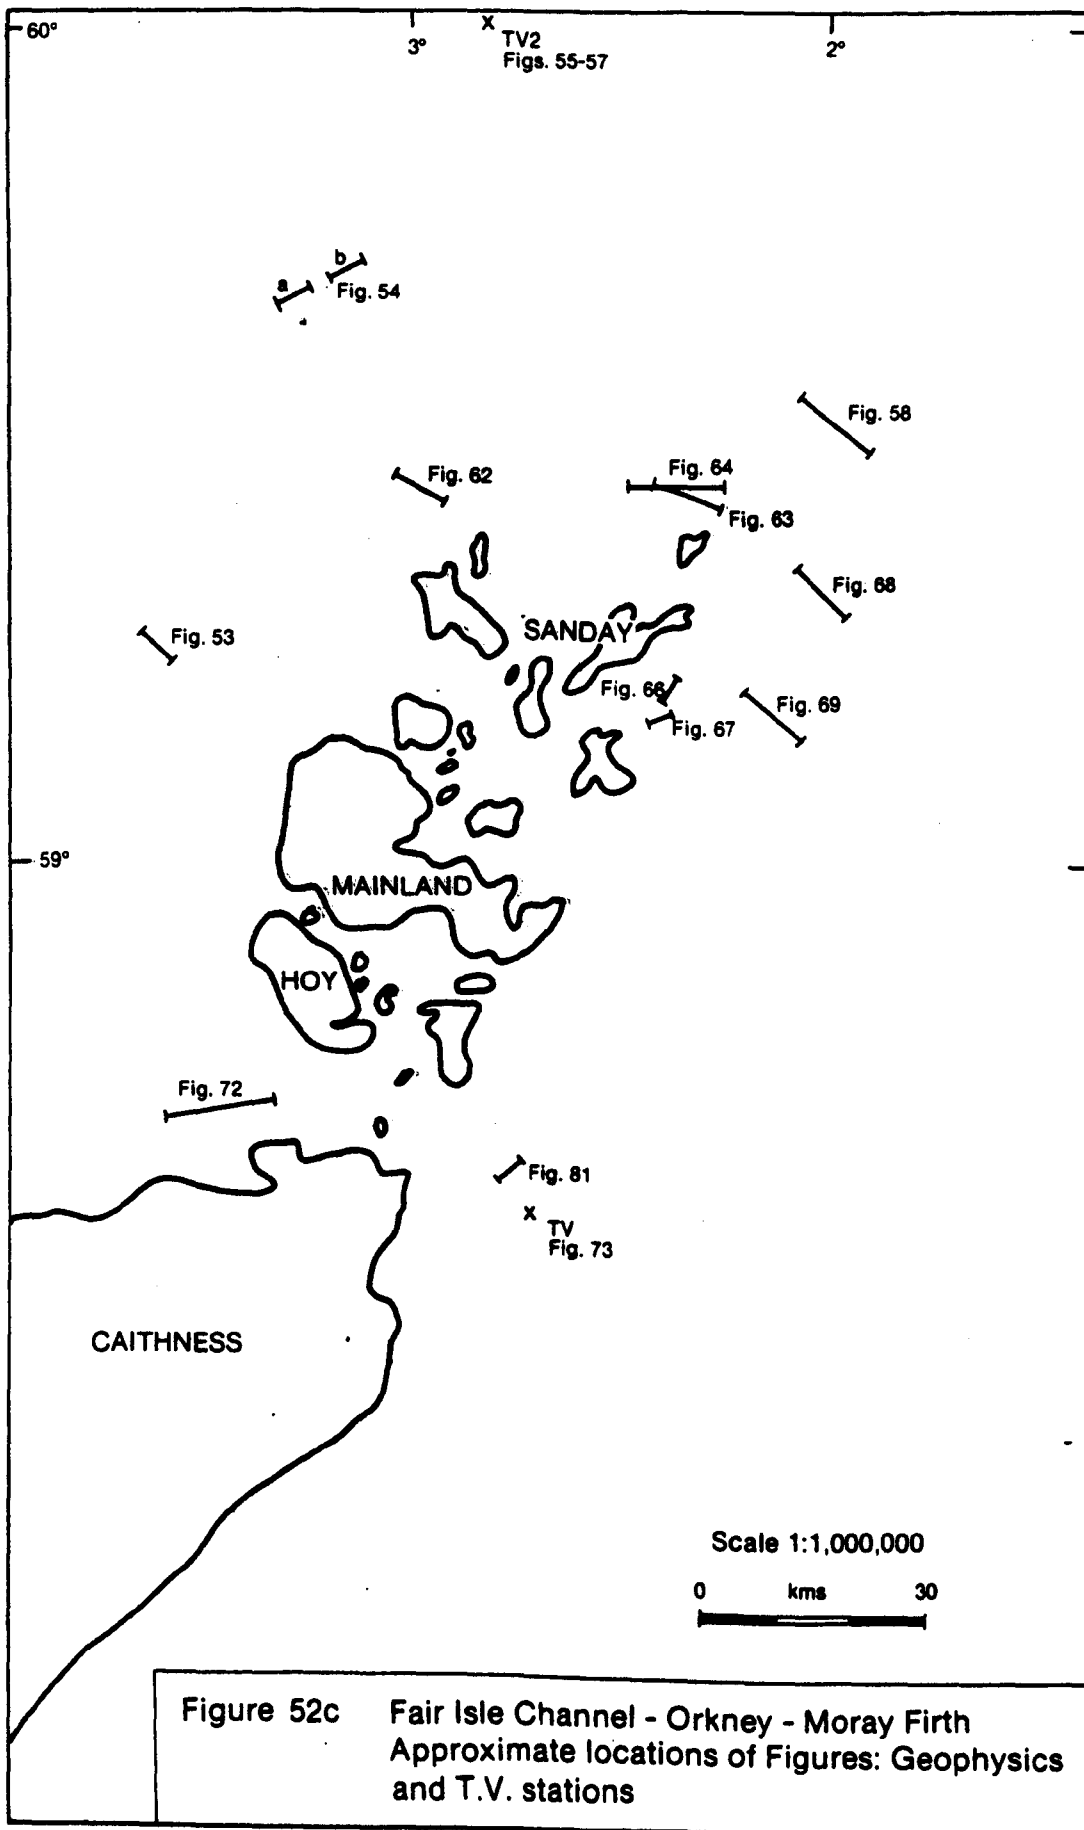 60°
3°
2°
x
TV2
Figs. 55-57
b
a
Fig. 54
Fig. 58
Fig. 62
Fig. 64
Fig. 63
Fig. 68
SANDAY
Fig. 53
Fig. 66
Fig. 69
Fig. 67
59°
MAINLAND
HOY
Fig. 72
Fig. 81
x
TV
Fig. 73
CAITHNESS
Scale 1:1,000,000
0 kms 30
Figure 52c Fair Isle Channel - Orkney - Moray Firth
Approximate locations of Figures: Geophysics
and T.V. stations